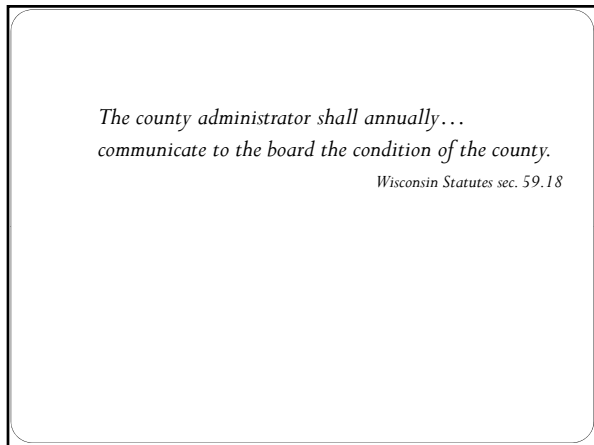 The county administrator shall annually…
communicate to the board the condition of the county.
Wisconsin Statutes sec. 59.18